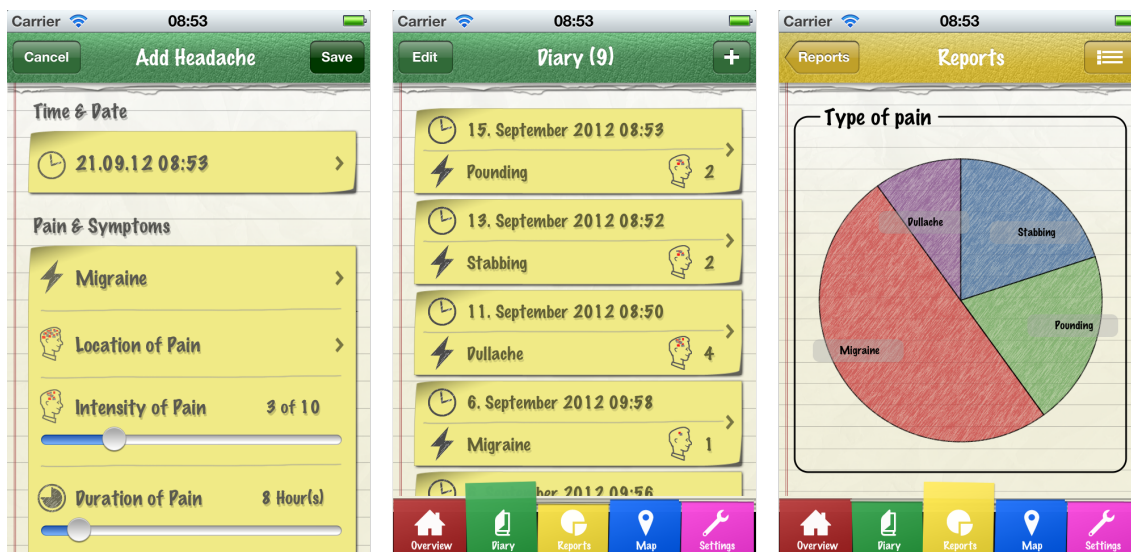 Carrier 08:53
Cancel Add Headache Save
Time & Date
21.09.12 08:53
Pain & Symptoms
Migraine
Location of Pain
Intensity of Pain 3 of 10
Duration of Pain 8 Hour(s)
Carrier 08:53
Edit Diary (9) +
15. September 2012 08:53
Pounding 2
13. September 2012 08:52
Stabbing 2
11. September 2012 08:50
Dullache 4
6. September 2012 09:58
Migraine 1
2012 09:56
Overview Diary Reports Map Settings
Carrier 08:53
Reports Reports
Type of pain
Dullache
Stabbing
Pounding
Migraine
Overview Diary Reports Map Settings